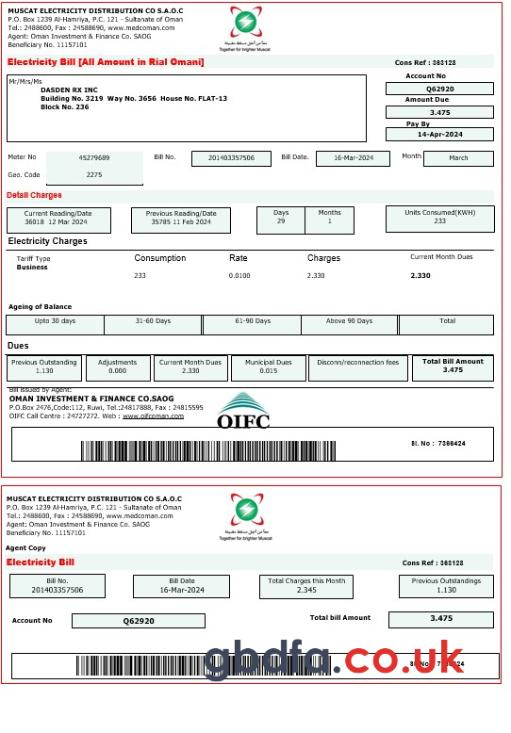 MUSCAT ELECTRICITY DISTRIBUTION CO S.A.O.C
P.O. Box 1239 Al-Hamriya, P.C. 121 - Sultanate of Oman
Tel.: 2488600, Fax : 24588690, www.medcoman.com
Agent: Oman Investment & Finance Co. SAOG
Beneficiary No. 11157101
Together for brighter Muscat
Electricity Bill [All Amount in Rial Omani]
Cons Ref : 363128
Mr/Mrs/Ms
DASDEN RX INC
Building No. 3219 Way No. 3656 House No. FLAT-13
Block No. 236
Account No
Q62920
Amount Due
3.475
Pay By
14-Apr-2024
Meter No 45279689 Bill No. 201403357506 Bill Date. 16-Mar-2024 Month March
Geo. Code 2275
Detail Charges
Current Reading/Date Previous Reading/Date Days Months Units Consumed(KWH)
36018 12 Mar 2024 35785 11 Feb 2024 29 1 233
Electricity Charges
Tariff Type Consumption Rate Charges Current Month Dues
Business
233 0.0100 2.330 2.330
Ageing of Balance
Upto 30 days 31-60 Days 61-90 Days Above 90 Days Total
Dues
Previous Outstanding Adjustments Current Month Dues Municipal Dues Disconn/reconnection fees Total Bill Amount
1.130 0.000 2.330 0.015 3.475
Bill issued by Agent:
OMAN INVESTMENT & FINANCE CO.SAOG
P.O.Box 2476,Code:112, Ruwi, Tel.:24817888, Fax : 24815595
OIFC Call Centre : 24727272. Web : www.oifcoman.com
OIFC
Bl. No : 7366424
MUSCAT ELECTRICITY DISTRIBUTION CO S.A.O.C
P.O. Box 1239 Al-Hamriya, P.C. 121 - Sultanate of Oman
Tel.: 2488600, Fax : 24588690, www.medcoman.com
Agent: Oman Investment & Finance Co. SAOG
Beneficiary No. 11157101
Together for brighter Muscat
Agent Copy
Electricity Bill
Cons Ref : 363128
Bill No. Bill Date Total Charges this Month Previous Outstandings
201403357506 16-Mar-2024 2.345 1.130
Account No Q62920 Total bill Amount 3.475
gbdfa.co.uk